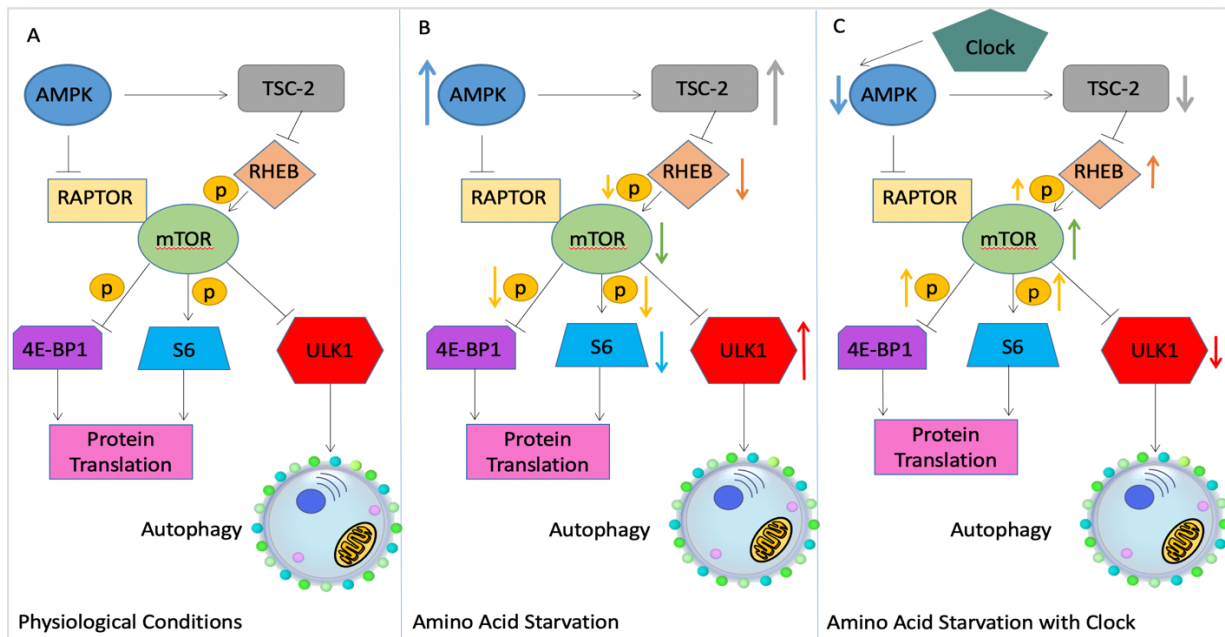 A
AMPK
TSC-2
RHEB
p
RAPTOR
mTOR
p
p
4E-BP1
S6
ULK1
Protein
Translation
Autophagy
Physiological Conditions
B
AMPK
TSC-2
RHEB
p
RAPTOR
mTOR
p
p
4E-BP1
S6
ULK1
Protein
Translation
Autophagy
Amino Acid Starvation
C
Clock
AMPK
TSC-2
RHEB
p
RAPTOR
mTOR
p
p
4E-BP1
S6
ULK1
Protein
Translation
Autophagy
Amino Acid Starvation with Clock